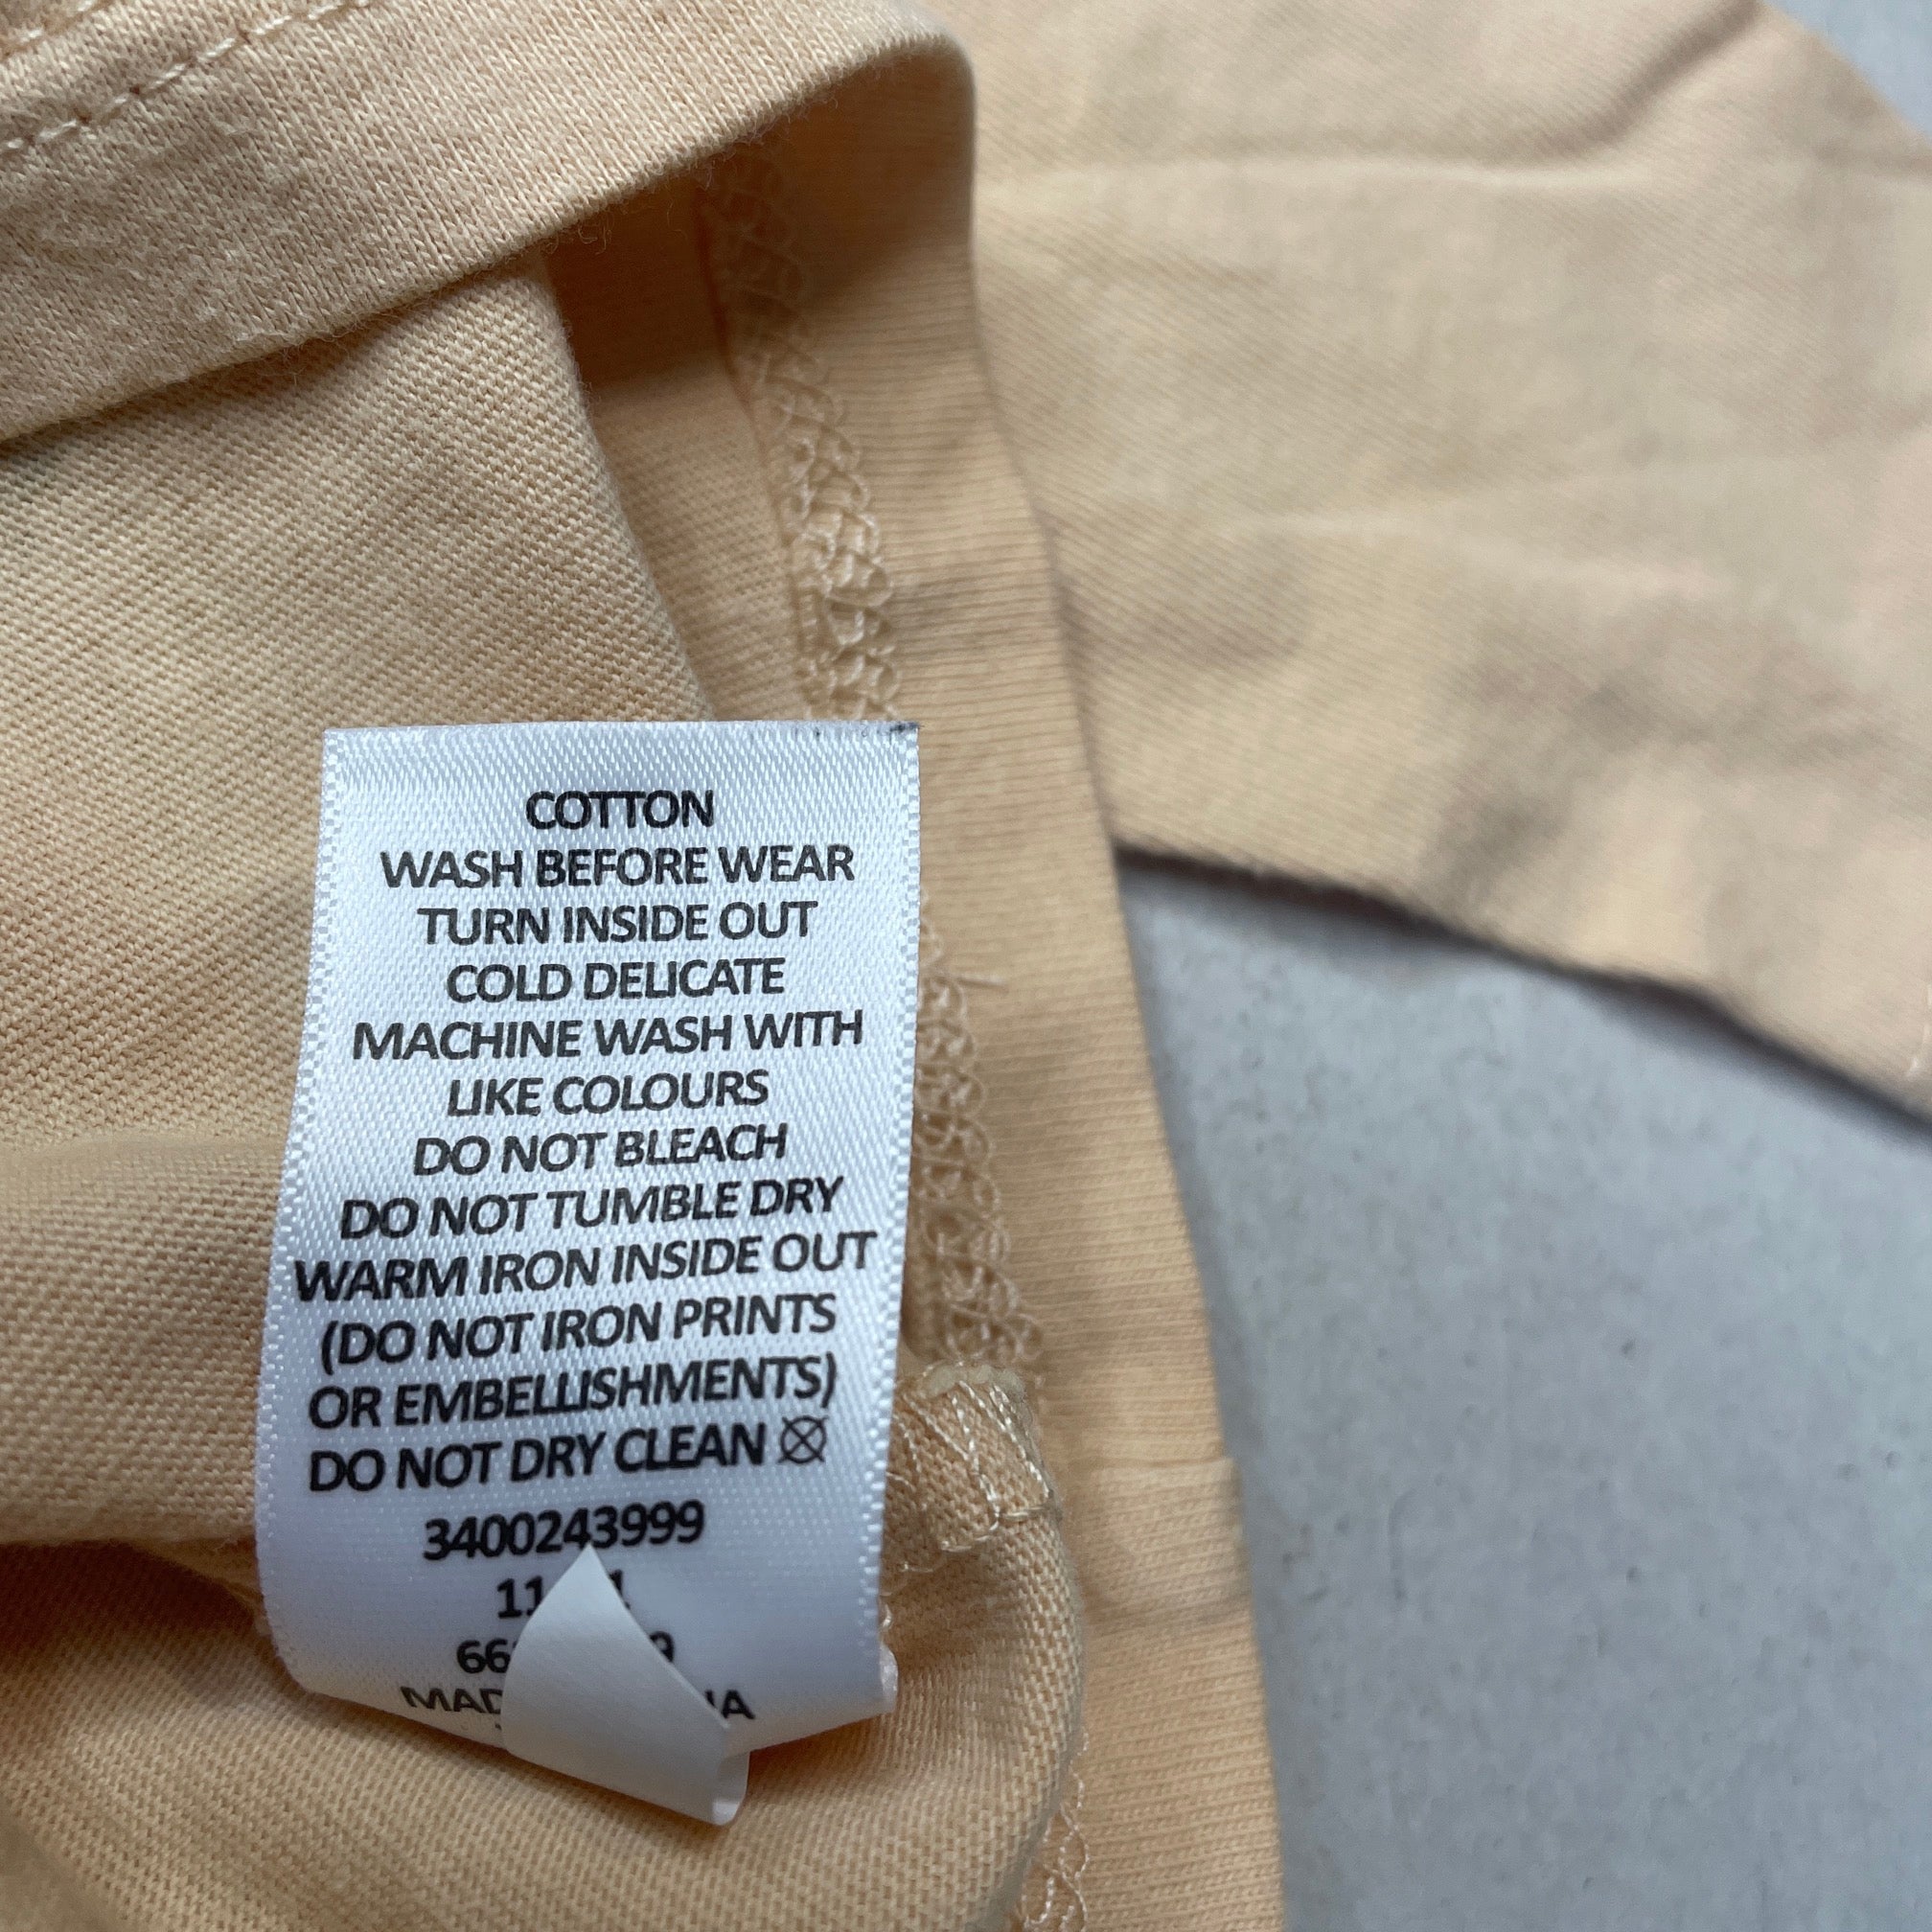 COTTON
WASH BEFORE WEAR
TURN INSIDE OUT
COLD DELICATE
MACHINE WASH WITH
LIKE COLOURS
DO NOT BLEACH
DO NOT TUMBLE DRY
WARM IRON INSIDE OUT
(DO NOT IRON PRINTS
OR EMBELLISHMENTS)
DO NOT DRY CLEAN
3400243999